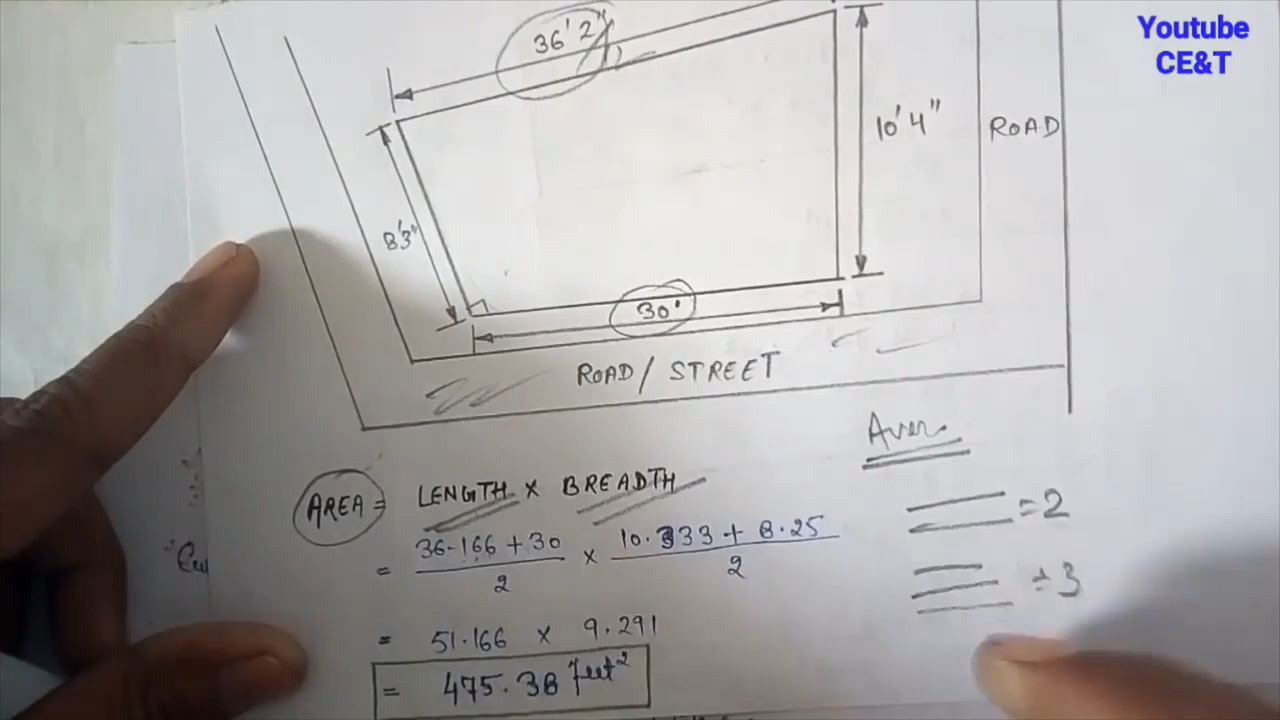 Youtube
CE&T
36'2"
10'4"
ROAD
8'3"
30'
ROAD/ STREET
Aver.
AREA = LENGTH x BREADTH
= 36.166 + 30 / 2 x 10.333 + 8.25 / 2
= 51.166 x 9.291
= 475.38 feet²
=2
÷3